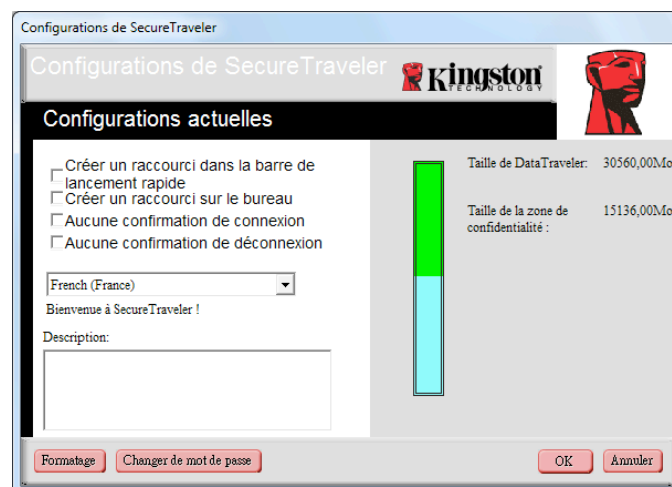 Configurations de SecureTraveler
Configurations de SecureTraveler
Kingston
TECHNOLOGY
Configurations actuelles
Créer un raccourci dans la barre de
lancement rapide
Créer un raccourci sur le bureau
Aucune confirmation de connexion
Aucune confirmation de déconnexion
French (France)
Bienvenue à SecureTraveler !
Description:
Taille de DataTraveler: 30560,00Mo
Taille de la zone de 15136,00Mo
confidentialité :
Formatage Changer de mot de passe OK Annuler